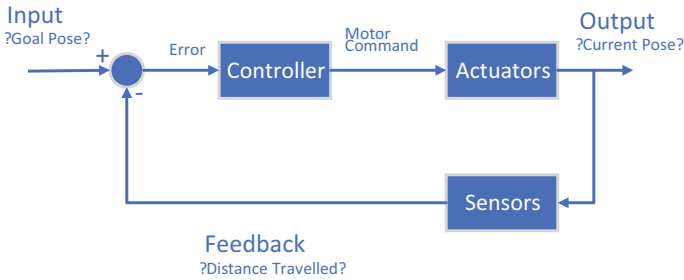 Input
?Goal Pose?
+
-
Error
Controller
Motor
Command
Actuators
Output
?Current Pose?
Sensors
Feedback
?Distance Travelled?